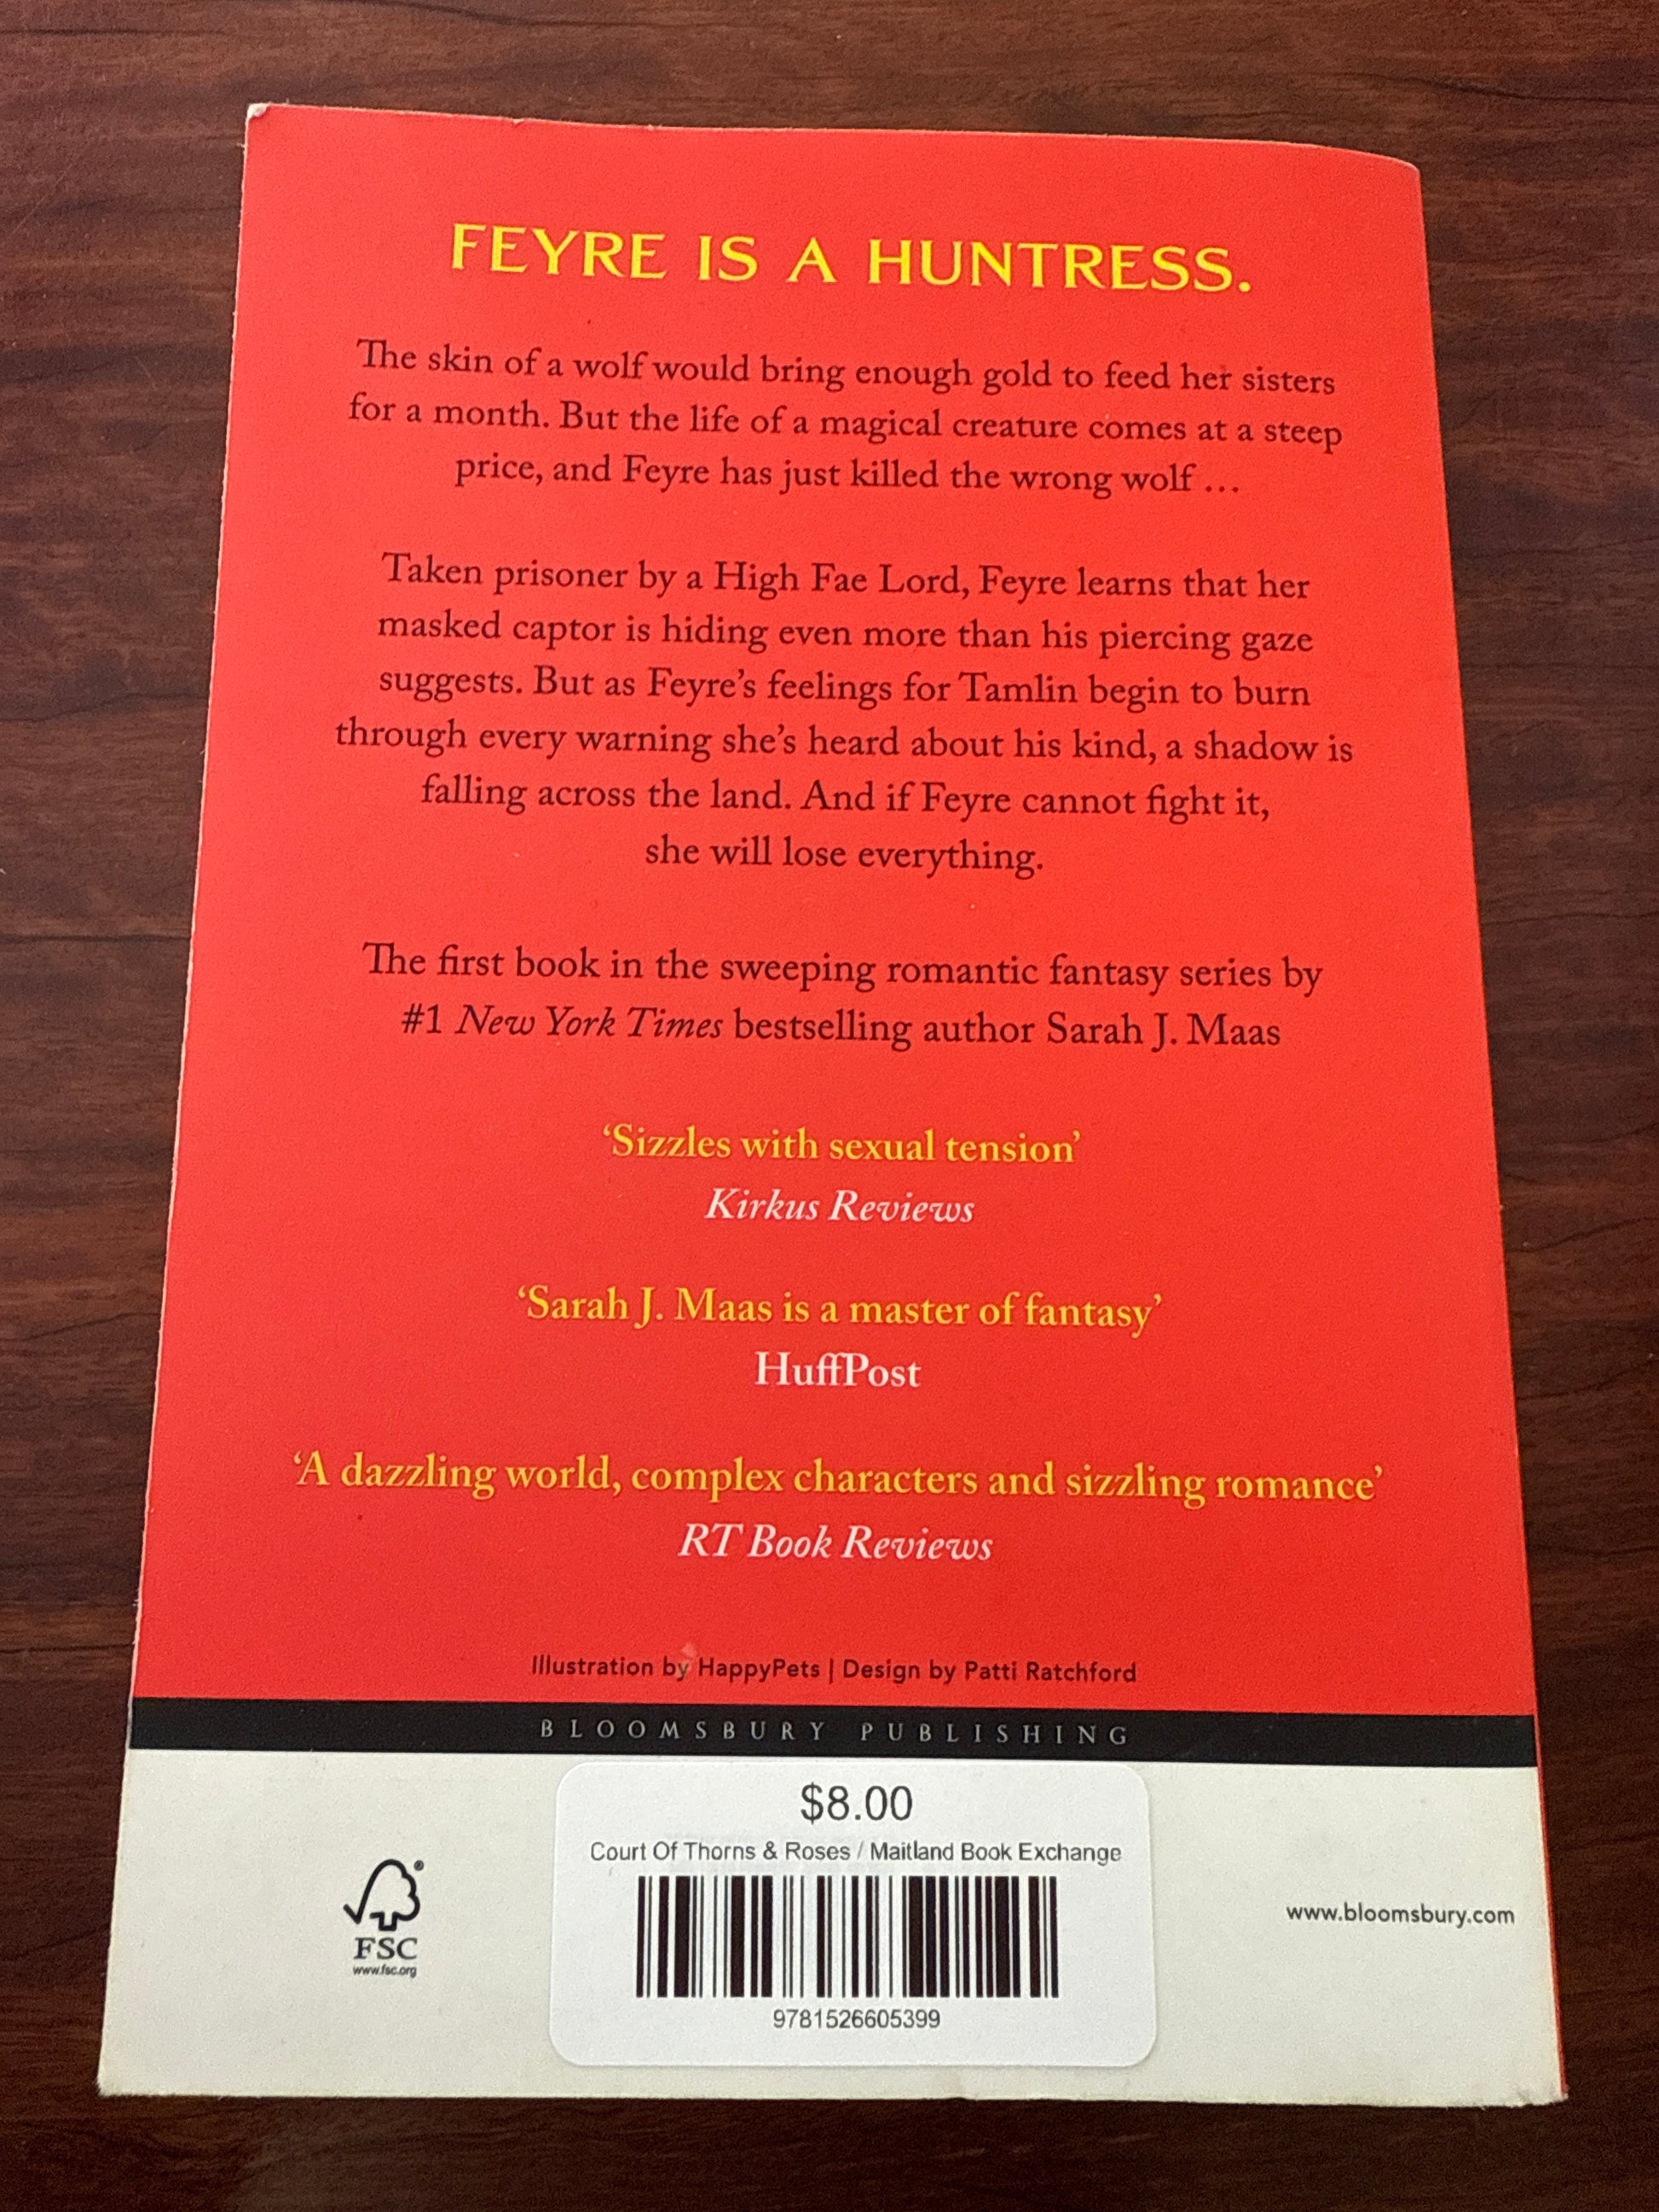 FEYRE IS A HUNTRESS.
The skin of a wolf would bring enough gold to feed her sisters
for a month. But the life of a magical creature comes at a steep
price, and Feyre has just killed the wrong wolf ...
Taken prisoner by a High Fae Lord, Feyre learns that her
masked captor is hiding even more than his piercing gaze
suggests. But as Feyre’s feelings for Tamlin begin to burn
through every warning she’s heard about his kind, a shadow is
falling across the land. And if Feyre cannot fight it,
she will lose everything.
The first book in the sweeping romantic fantasy series by
#1 New York Times bestselling author Sarah J. Maas
‘Sizzles with sexual tension’
Kirkus Reviews
‘Sarah J. Maas is a master of fantasy’
HuffPost
‘A dazzling world, complex characters and sizzling romance’
RT Book Reviews
Illustration by HappyPets | Design by Patti Ratchford
BLOOMSBURY PUBLISHING
$8.00
Court Of Thorns & Roses / Maitland Book Exchange
9781526605399
®
FSC
www.fsc.org
www.bloomsbury.com